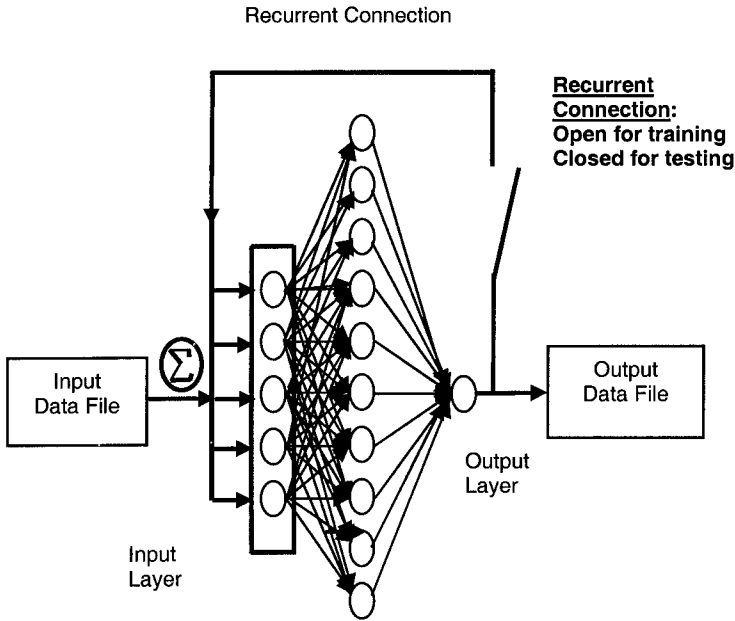 Recurrent Connection
Recurrent
Connection:
Open for training
Closed for testing
Σ
Input
Data File
Output
Data File
Output
Layer
Input
Layer